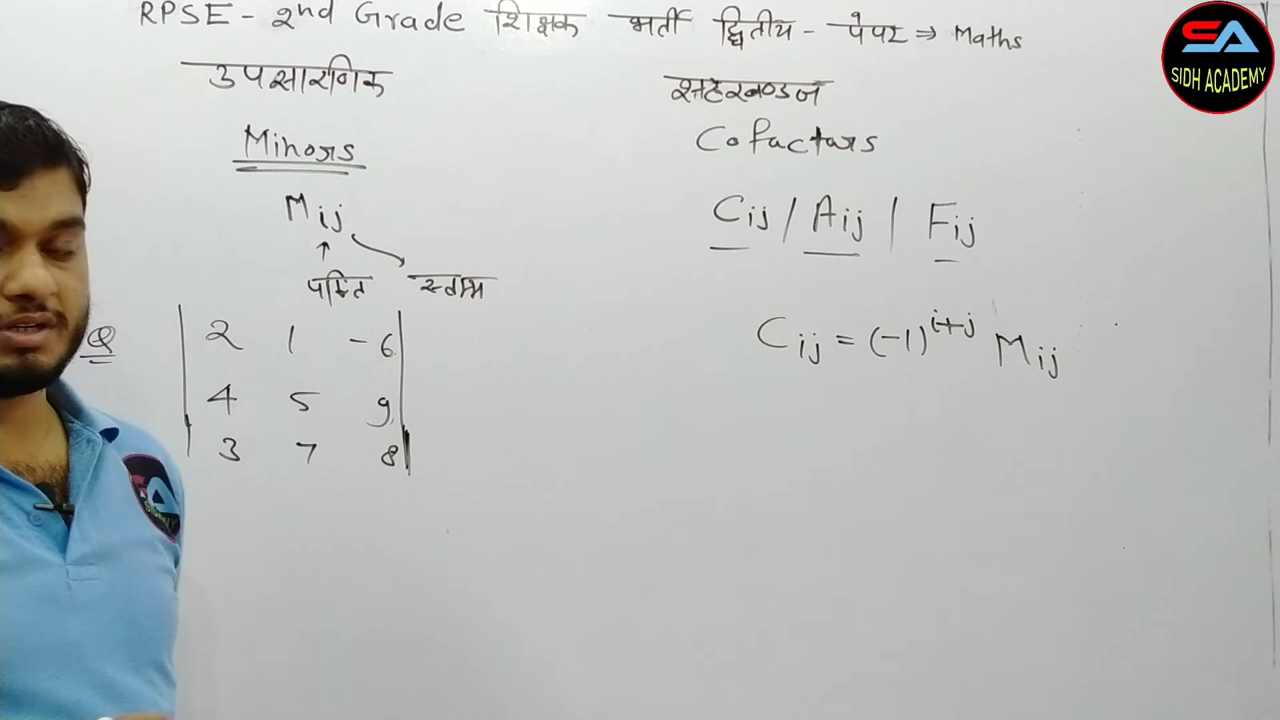 RPSE - 2nd Grade शिक्षक भर्ती द्वितीय - पेपर ⇒ Maths
SA
SIDH ACADEMY
उपसारणिक
सहखण्डज
Minors
Cofactors
Mij
Cij / Aij / Fij
पंक्ति स्तम्भ
Q
2 1 -6
4 5 9
3 7 8
Cij = (-1)^i+j Mij